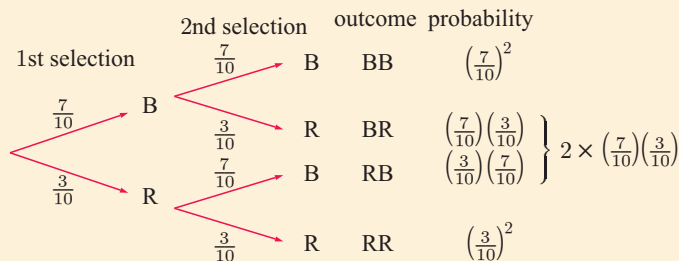 2nd selection outcome probability
1st selection
7/10 B BB (7/10)^2
7/10 B
3/10 R BR (7/10)(3/10)
7/10 B RB (3/10)(7/10) } 2 × (7/10)(3/10)
3/10 R
3/10 R RR (3/10)^2